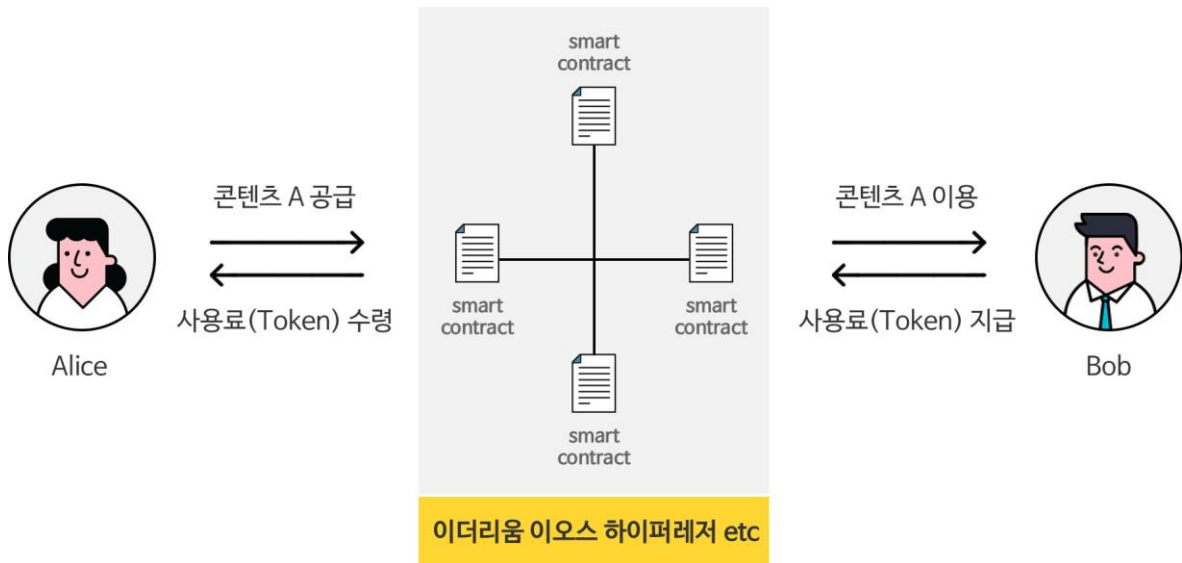 smart
contract
콘텐츠 A 공급
사용료(Token) 수령
Alice
smart
contract
smart
contract
smart
contract
콘텐츠 A 이용
사용료(Token) 지급
Bob
이더리움 이오스 하이퍼레저 etc